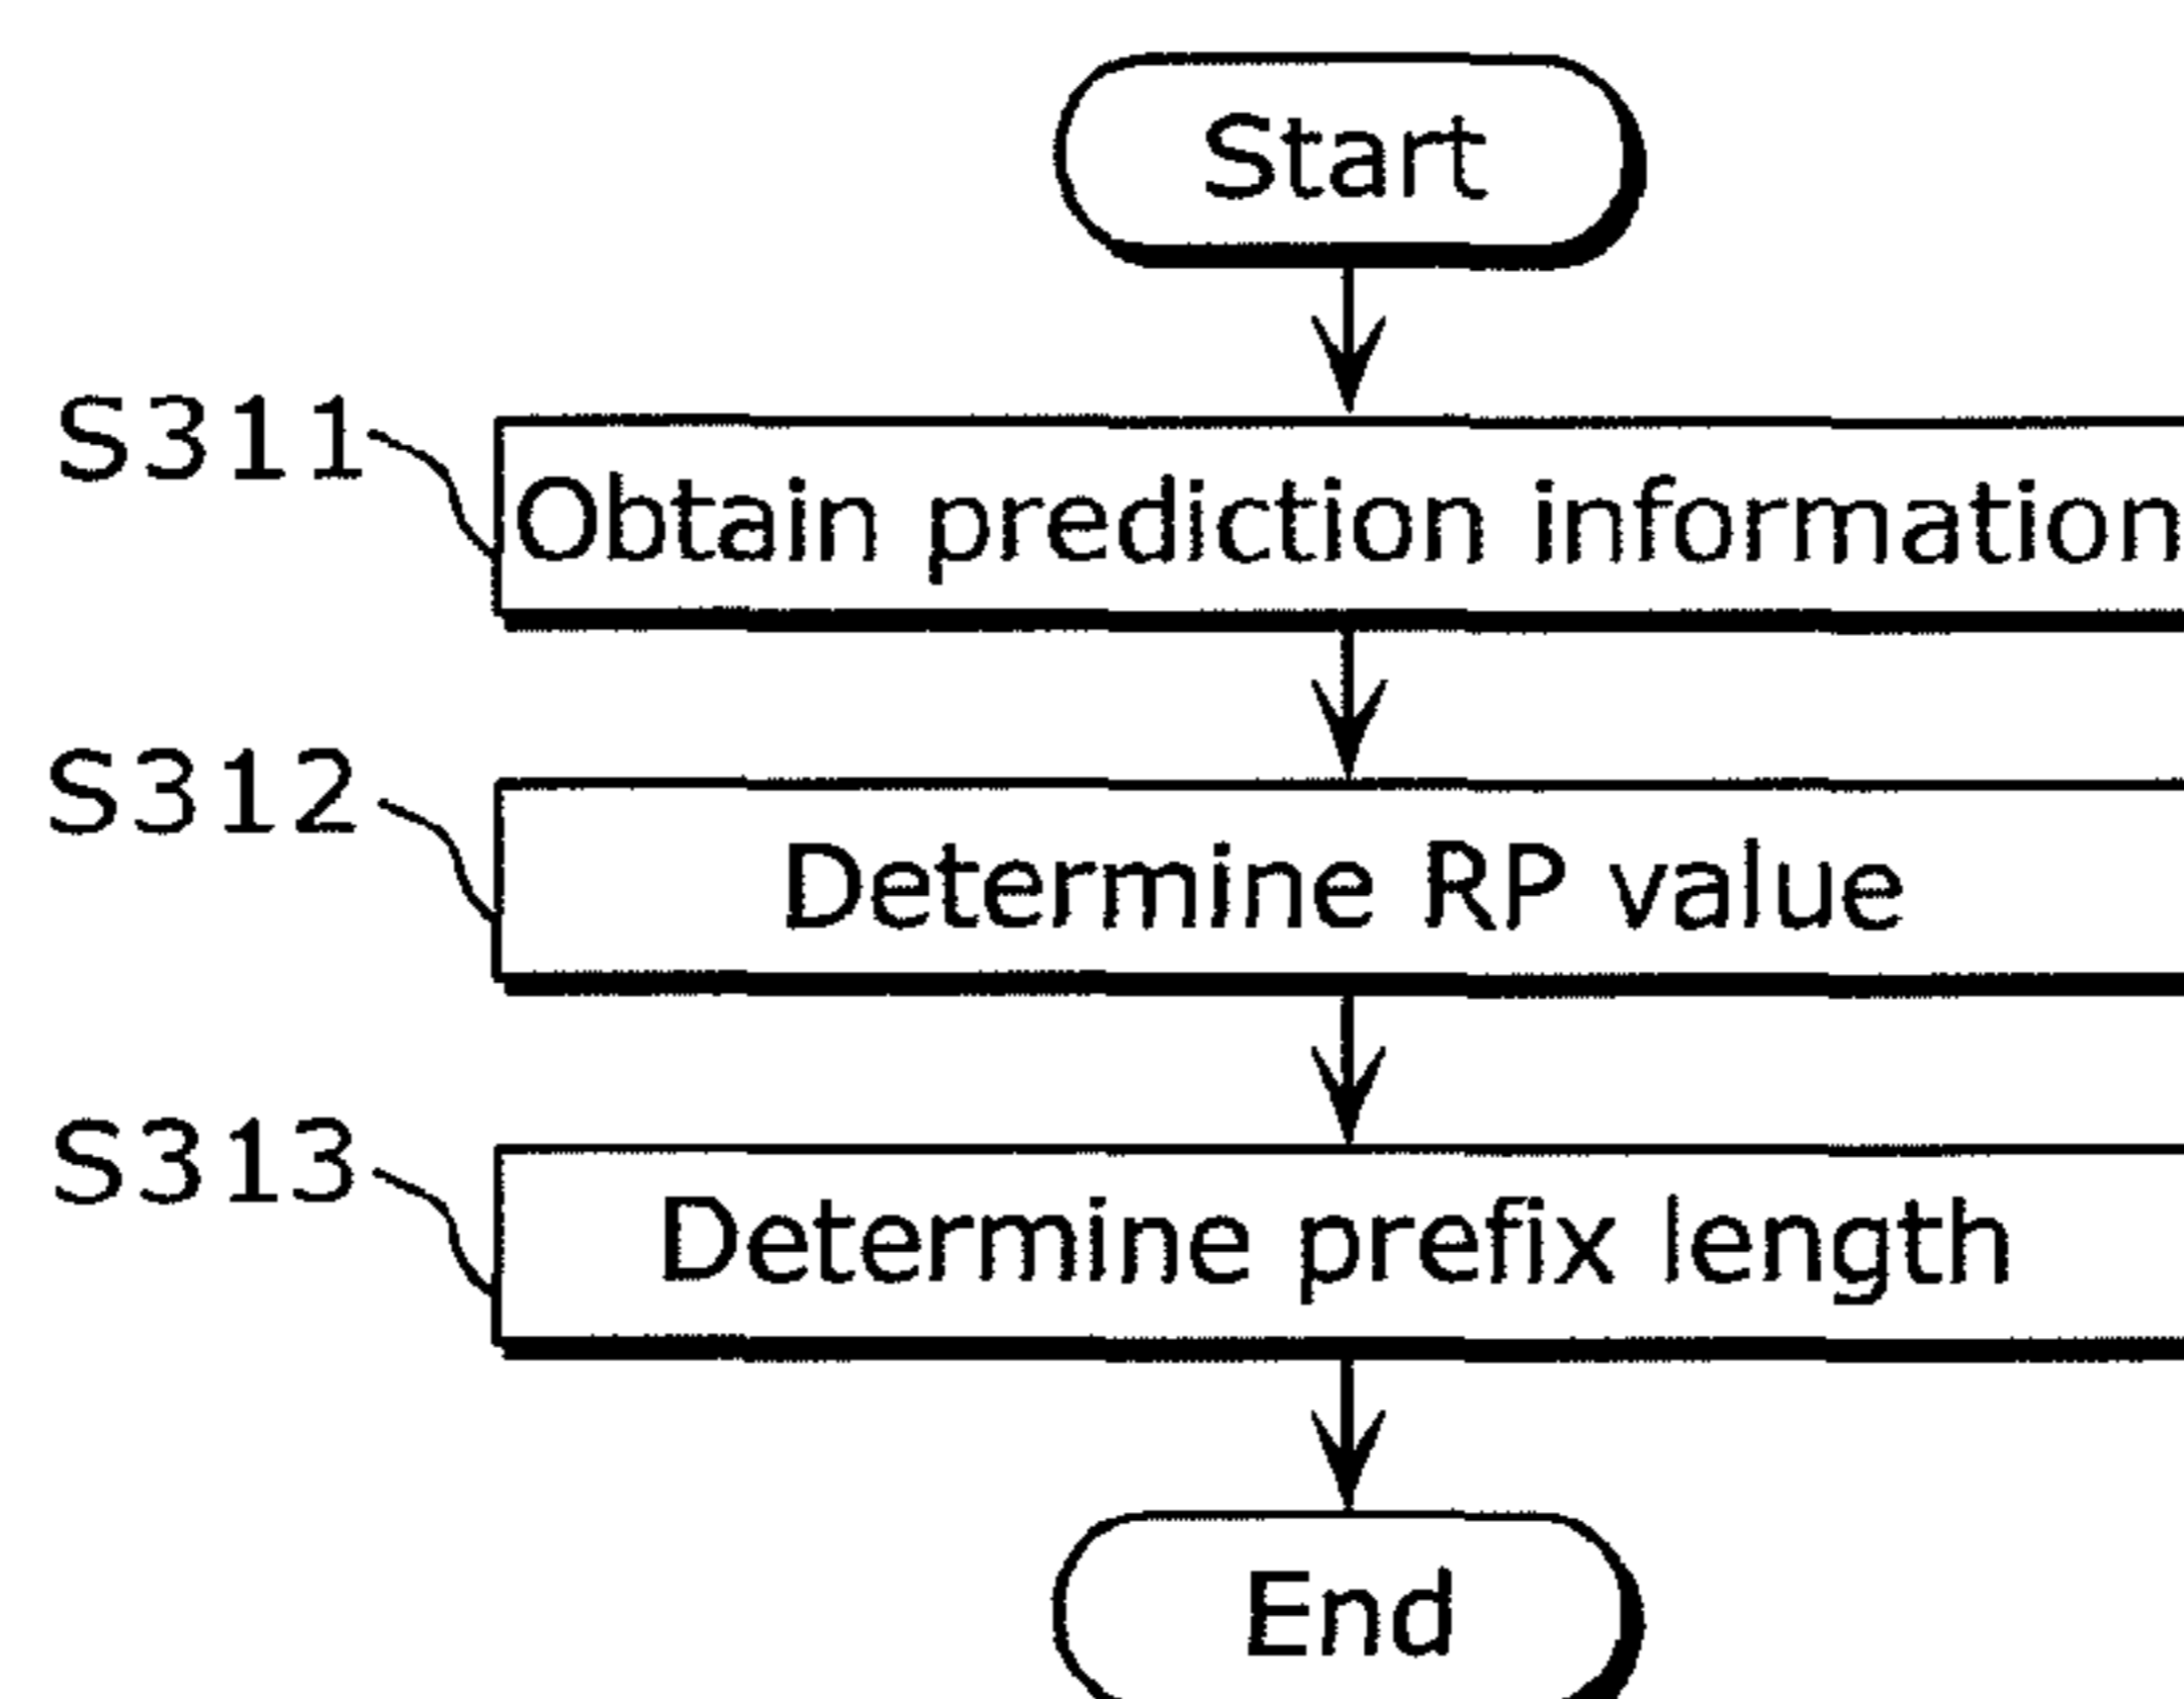 Start
S311
Obtain prediction information
S312
Determine RP value
S313
Determine prefix length
End